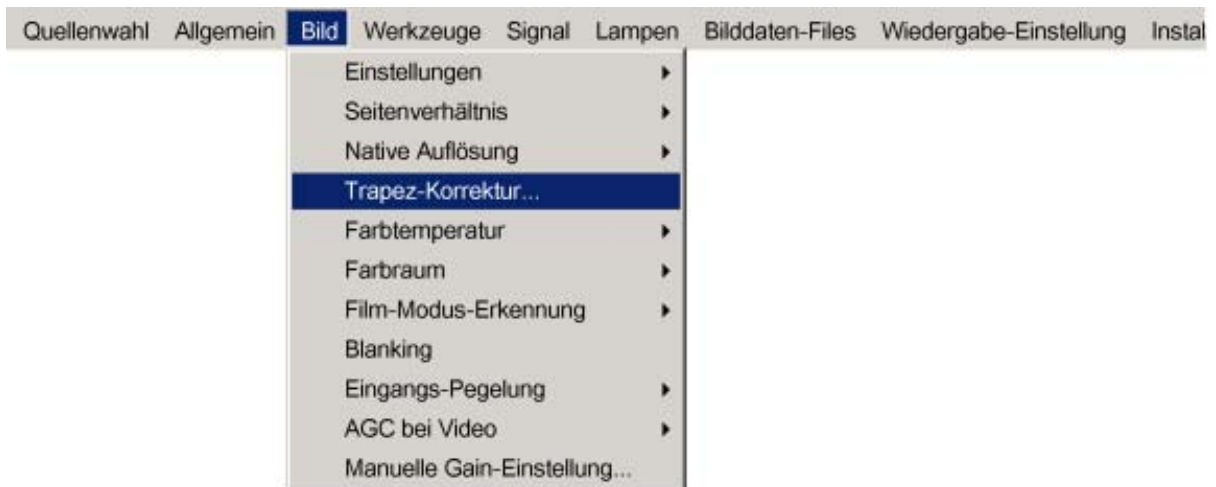 Quellenwahl Allgemein Bild Werkzeuge Signal Lampen Bilddaten-Files Wiedergabe-Einstellung Instal
Einstellungen
Seitenverhältnis
Native Auflösung
Trapez-Korrektur...
Farbtemperatur
Farbraum
Film-Modus-Erkennung
Blanking
Eingangs-Pegelung
AGC bei Video
Manuelle Gain-Einstellung...